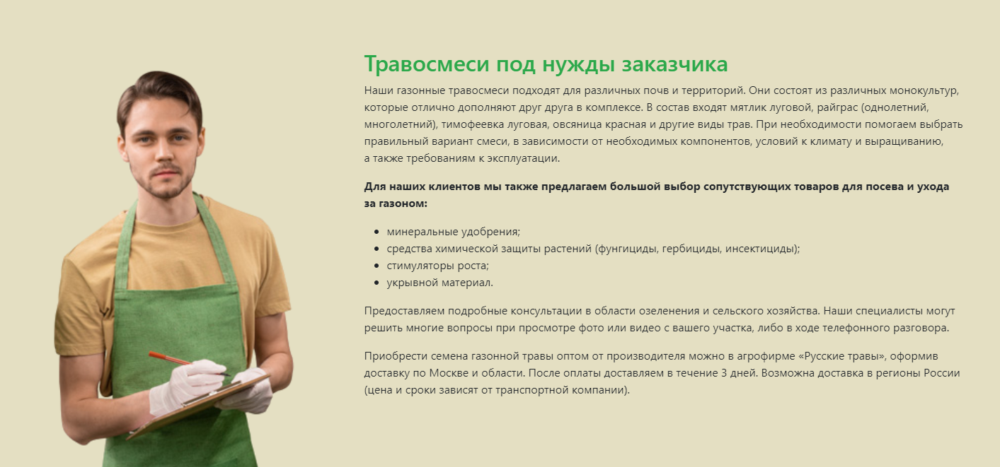 Травосмеси под нужды заказчика
Наши газонные травосмеси подходят для различных почв и территорий. Они состоят из различных монокультур,
которые отлично дополняют друг друга в комплексе. В состав входят мятлик луговой, райграс (однолетний,
многолетний), тимофеевка луговая, овсяница красная и другие виды трав. При необходимости помогаем выбрать
правильный вариант смеси, в зависимости от необходимых компонентов, условий к климату и выращиванию,
а также требованиям к эксплуатации.
Для наших клиентов мы также предлагаем большой выбор сопутствующих товаров для посева и ухода
за газоном:
• минеральные удобрения;
• средства химической защиты растений (фунгициды, гербициды, инсектициды);
• стимуляторы роста;
• укрывной материал.
Предоставляем подробные консультации в области озеленения и сельского хозяйства. Наши специалисты могут
решить многие вопросы при просмотре фото или видео с вашего участка, либо в ходе телефонного разговора.
Приобрести семена газонной травы оптом от производителя можно в агрофирме «Русские травы», оформив
доставку по Москве и области. После оплаты доставляем в течение 3 дней. Возможна доставка в регионы России
(цена и сроки зависят от транспортной компании).